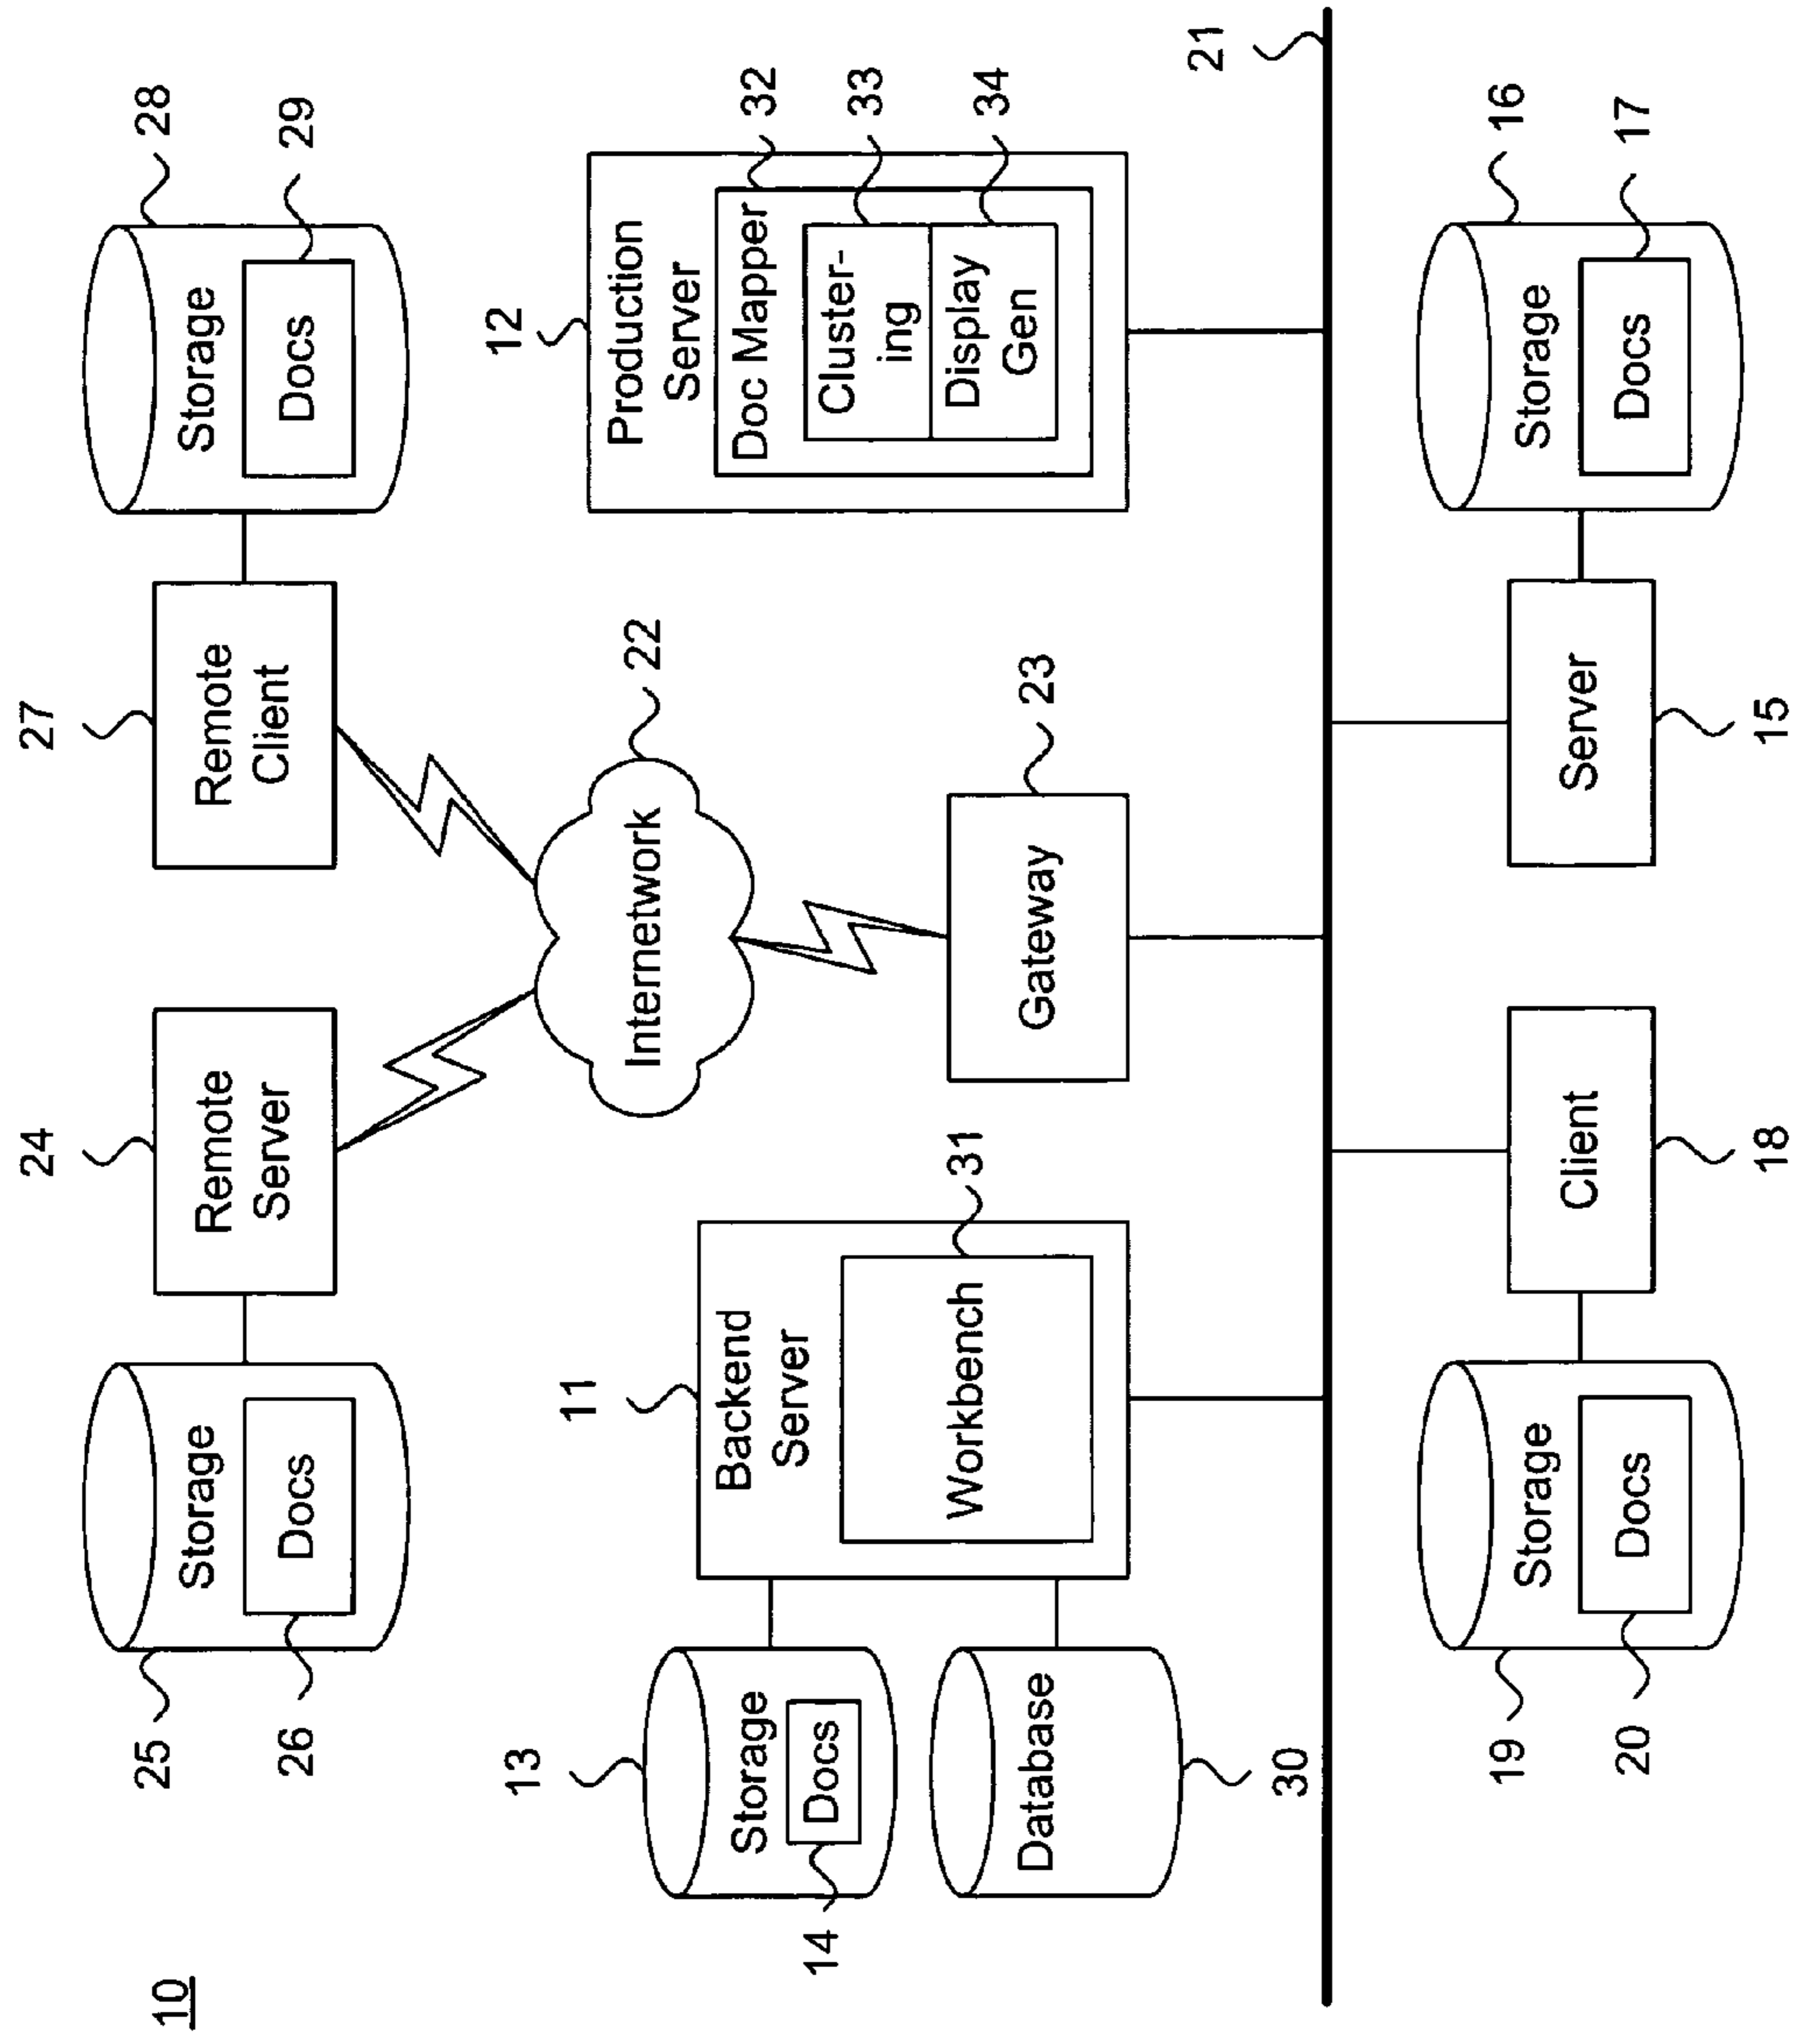 10
25
26
Storage
Docs
24
Remote
Server
27
Remote
Client
28
29
Storage
Docs
22
Internetwork
13
14
Storage
Docs
Database
30
11
Backend
Server
31
Workbench
23
Gateway
12
Production
Server
32
Doc Mapper
33
Cluster-
ing
34
Display
Gen
21
19
20
Storage
Docs
Client
18
Server
15
16
17
Storage
Docs